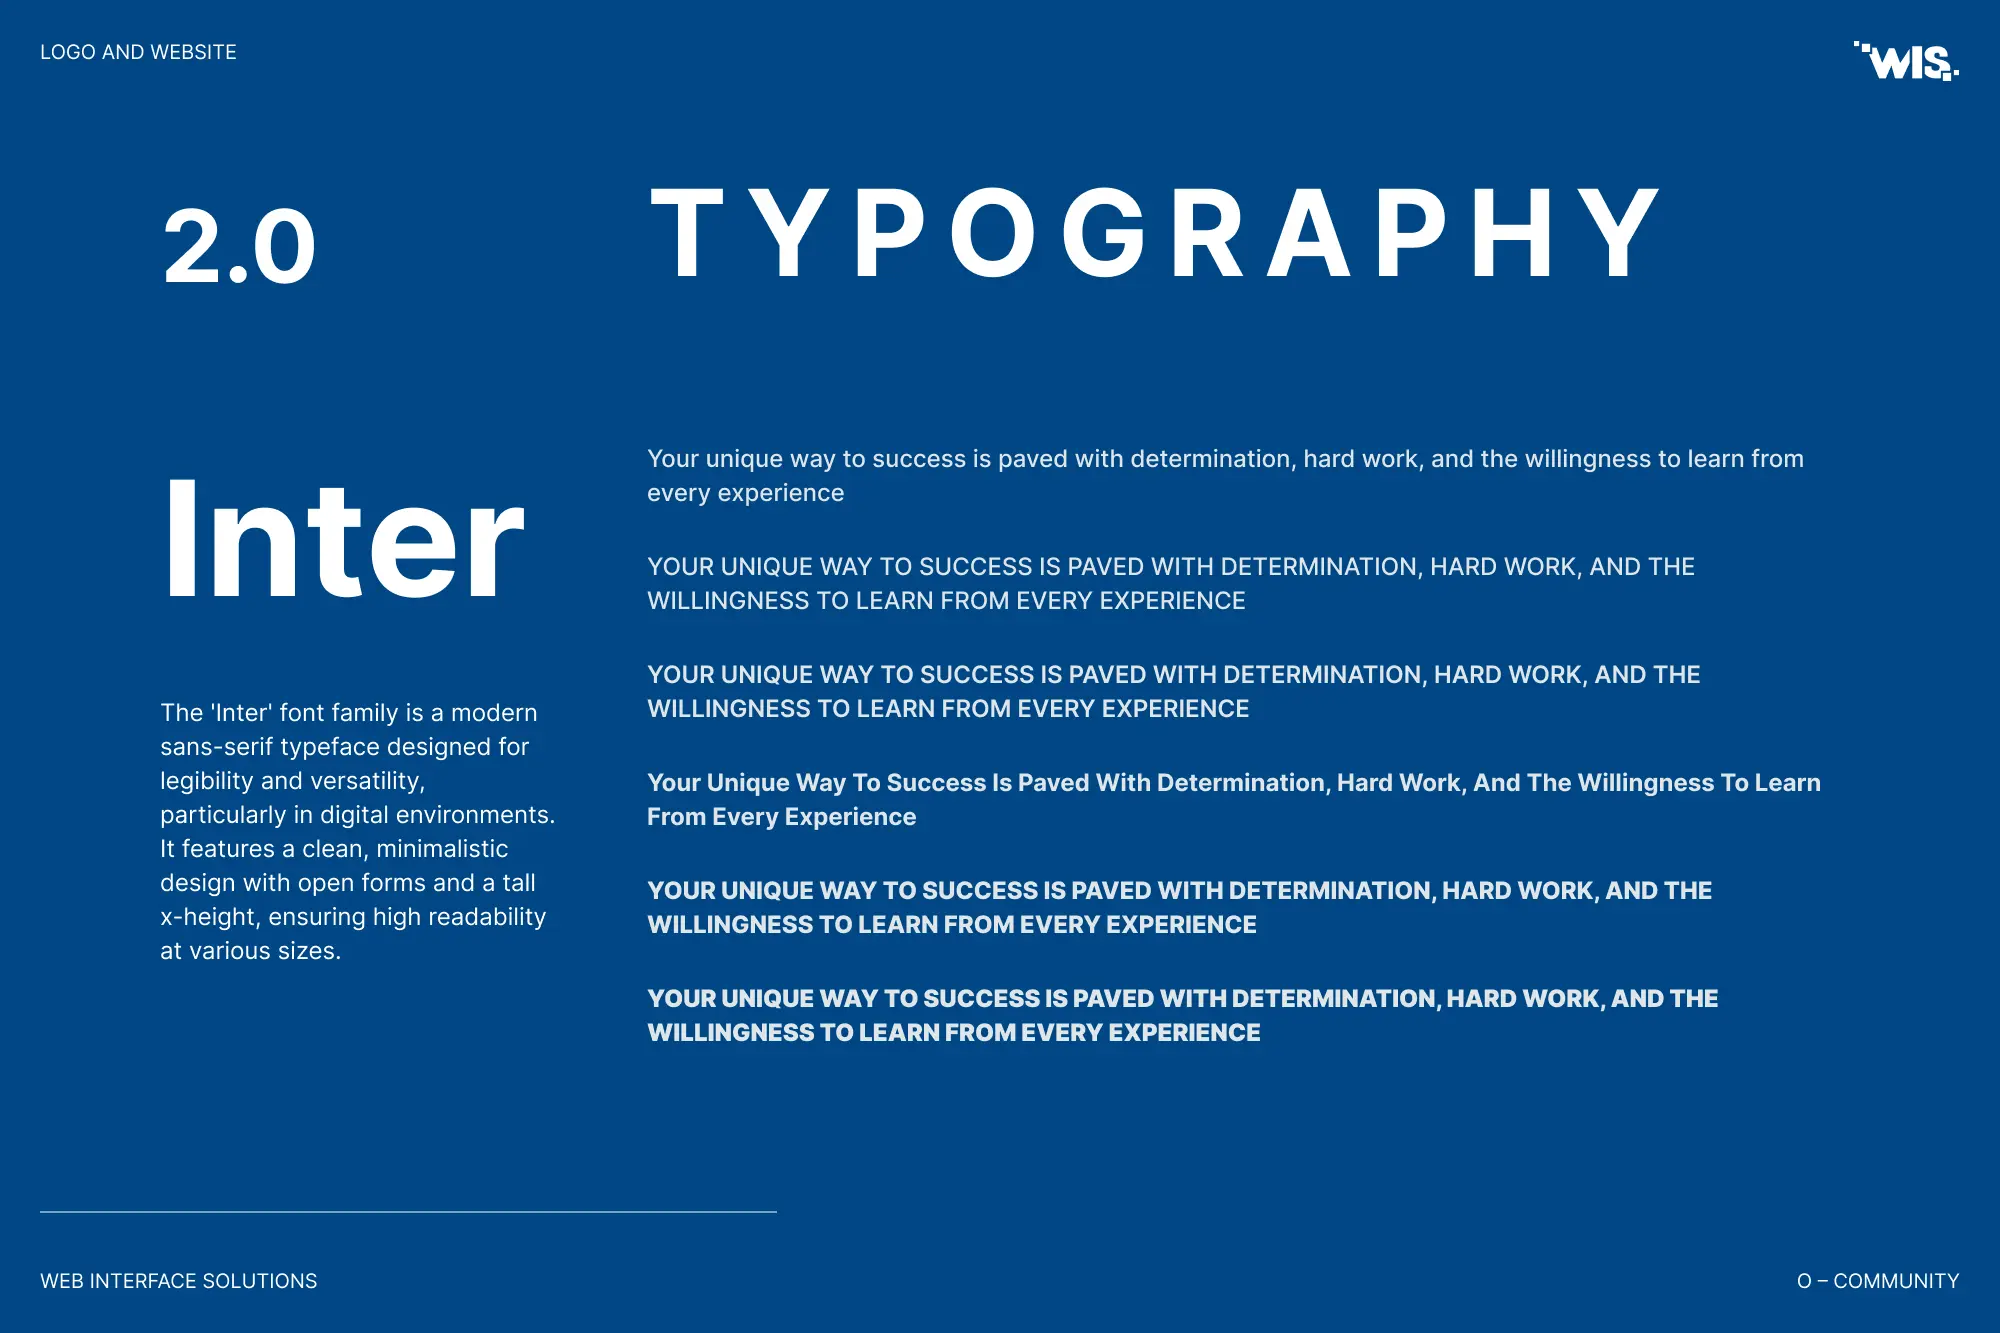 LOGO AND WEBSITE
WIS.
2.0
TYPOGRAPHY
Inter
The 'Inter' font family is a modern
sans-serif typeface designed for
legibility and versatility,
particularly in digital environments.
It features a clean, minimalistic
design with open forms and a tall
x-height, ensuring high readability
at various sizes.
Your unique way to success is paved with determination, hard work, and the willingness to learn from
every experience
YOUR UNIQUE WAY TO SUCCESS IS PAVED WITH DETERMINATION, HARD WORK, AND THE
WILLINGNESS TO LEARN FROM EVERY EXPERIENCE
YOUR UNIQUE WAY TO SUCCESS IS PAVED WITH DETERMINATION, HARD WORK, AND THE
WILLINGNESS TO LEARN FROM EVERY EXPERIENCE
Your Unique Way To Success Is Paved With Determination, Hard Work, And The Willingness To Learn
From Every Experience
YOUR UNIQUE WAY TO SUCCESS IS PAVED WITH DETERMINATION, HARD WORK, AND THE
WILLINGNESS TO LEARN FROM EVERY EXPERIENCE
YOUR UNIQUE WAY TO SUCCESS IS PAVED WITH DETERMINATION, HARD WORK, AND THE
WILLINGNESS TO LEARN FROM EVERY EXPERIENCE
WEB INTERFACE SOLUTIONS
O – COMMUNITY